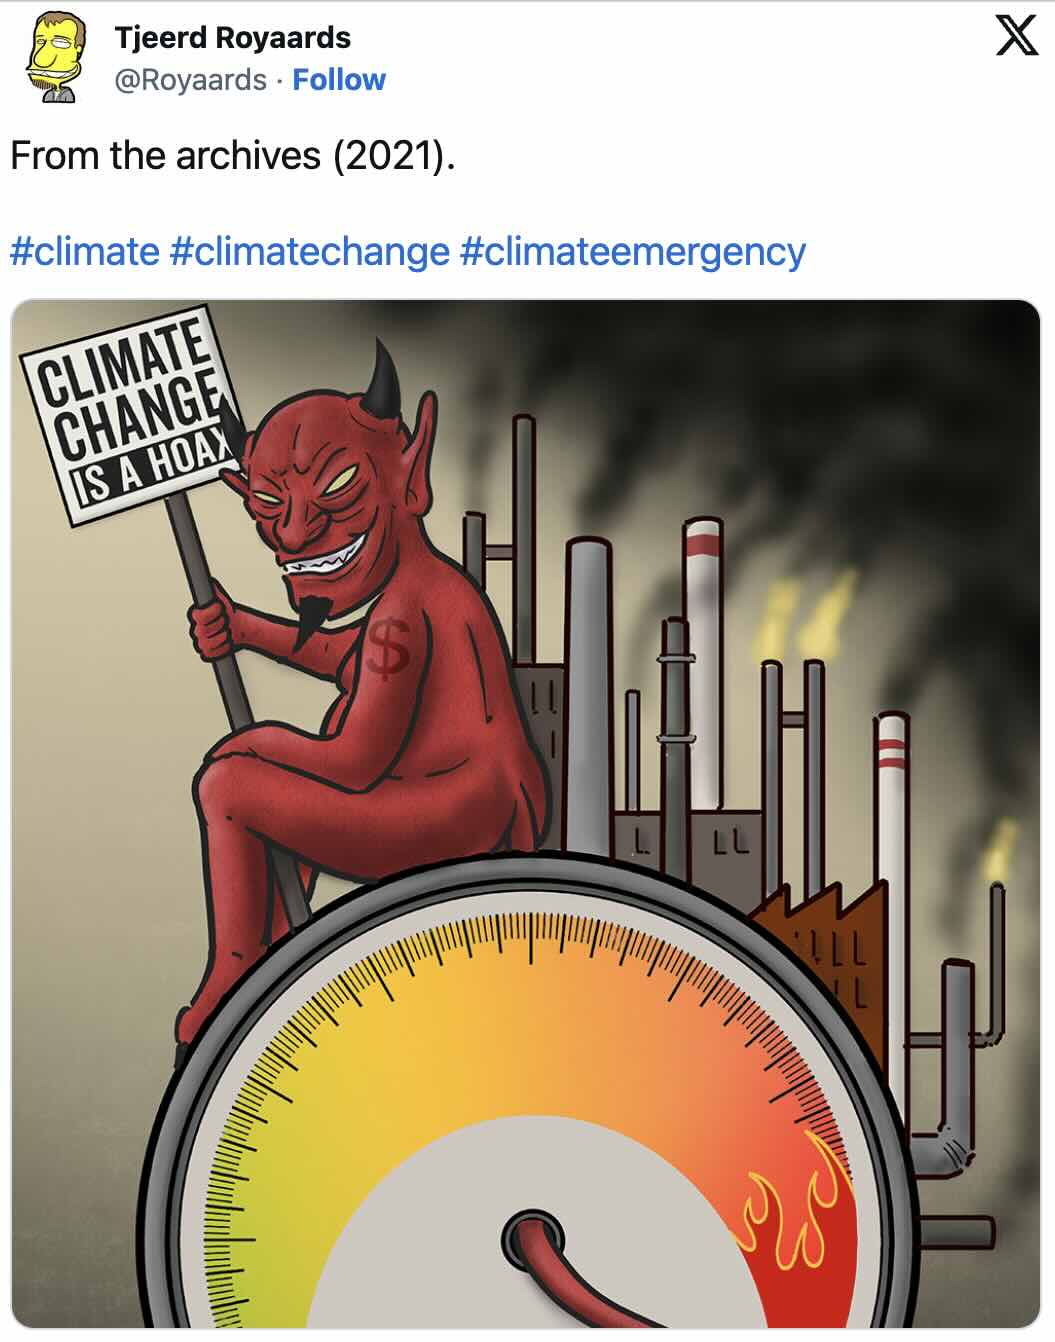 Tjeerd Royaards
@Royaards · Follow
From the archives (2021).
#climate #climatechange #climateemergency
CLIMATE
CHANGE
IS A HOAX
$